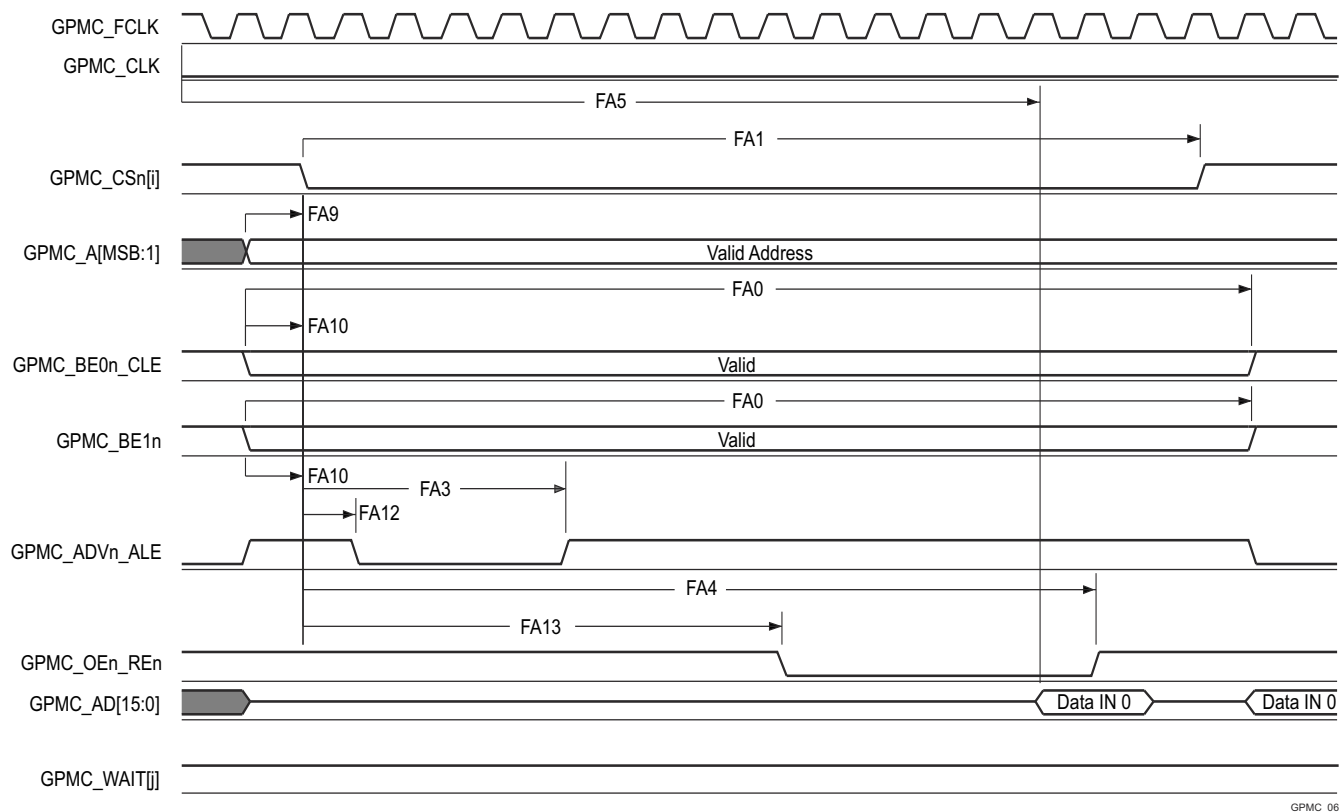 GPMC_FCLK
GPMC_CLK
FA5
FA1
GPMC_CSn[i]
FA9
GPMC_A[MSB:1]
Valid Address
FA0
FA10
GPMC_BE0n_CLE
Valid
FA0
GPMC_BE1n
Valid
FA10
FA3
FA12
GPMC_ADVn_ALE
FA4
FA13
GPMC_OEn_REn
GPMC_AD[15:0]
Data IN 0
Data IN 0
GPMC_WAIT[j]
GPMC_06